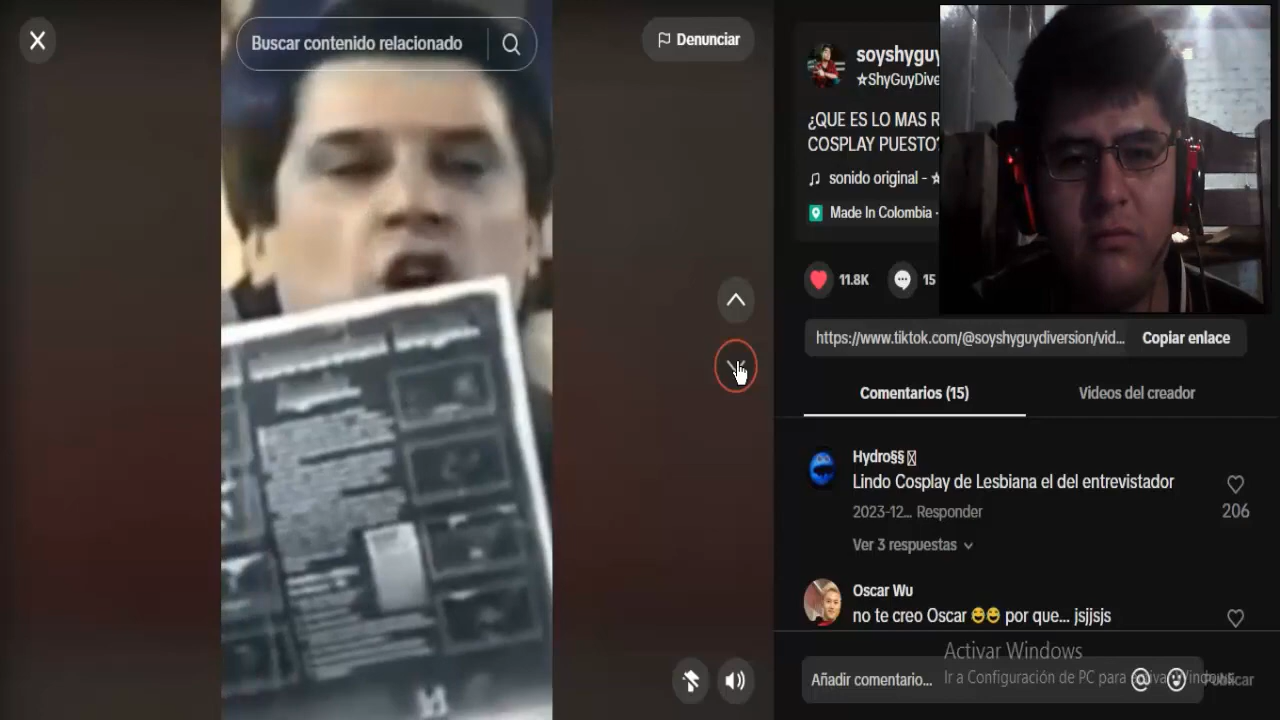 Buscar contenido relacionado
Denunciar
soyshyguy
★ShyGuyDive
¿QUE ES LO MAS R
COSPLAY PUESTO?
sonido original - ★
Made In Colombia ·
11.8K
15
https://www.tiktok.com/@soyshyguydiversion/vid...
Copiar enlace
Comentarios (15)
Videos del creador
Hydro§§
Lindo Cosplay de Lesbiana el del entrevistador
206
2023-12... Responder
Ver 3 respuestas
Oscar Wu
no te creo Oscar 😄😄 por que... jsjjsjs
Activar Windows
Ir a Configuración de PC para activar Windows.
Añadir comentario...
Publicar